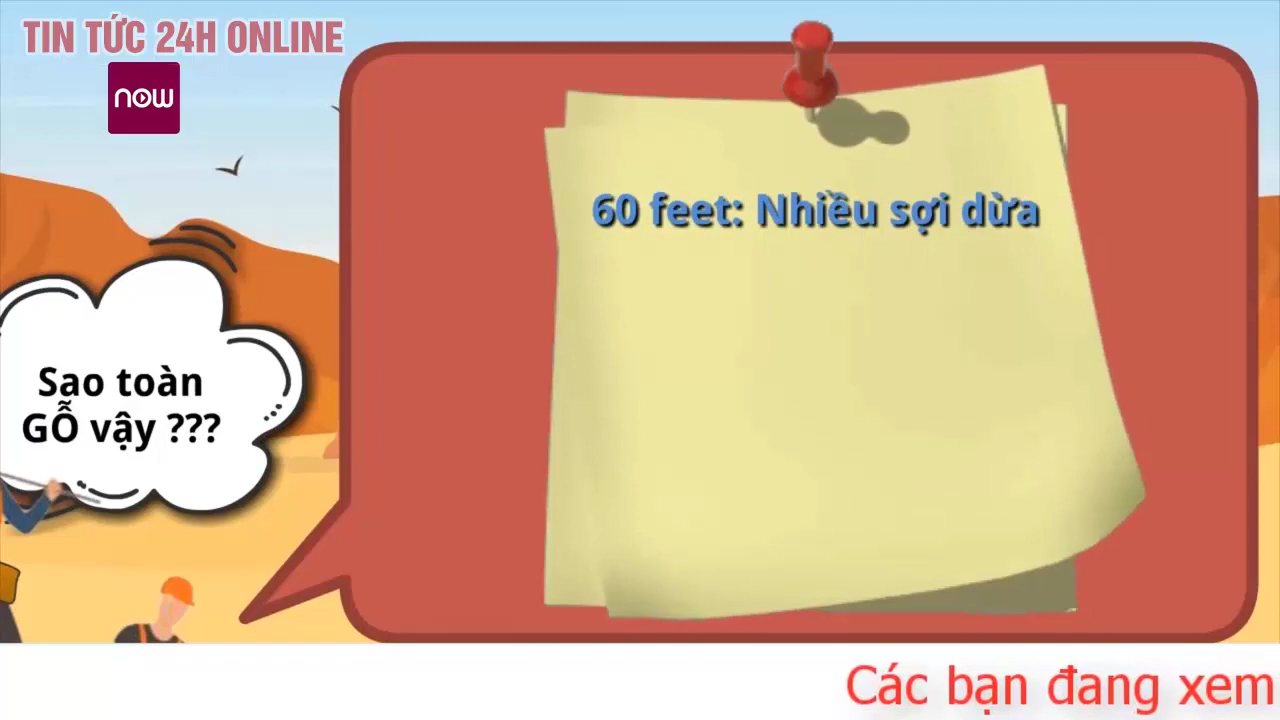 TIN TỨC 24H ONLINE
now
60 feet: Nhiều sợi dừa
Sao toàn
GỖ vậy ???
Các bạn đang xem